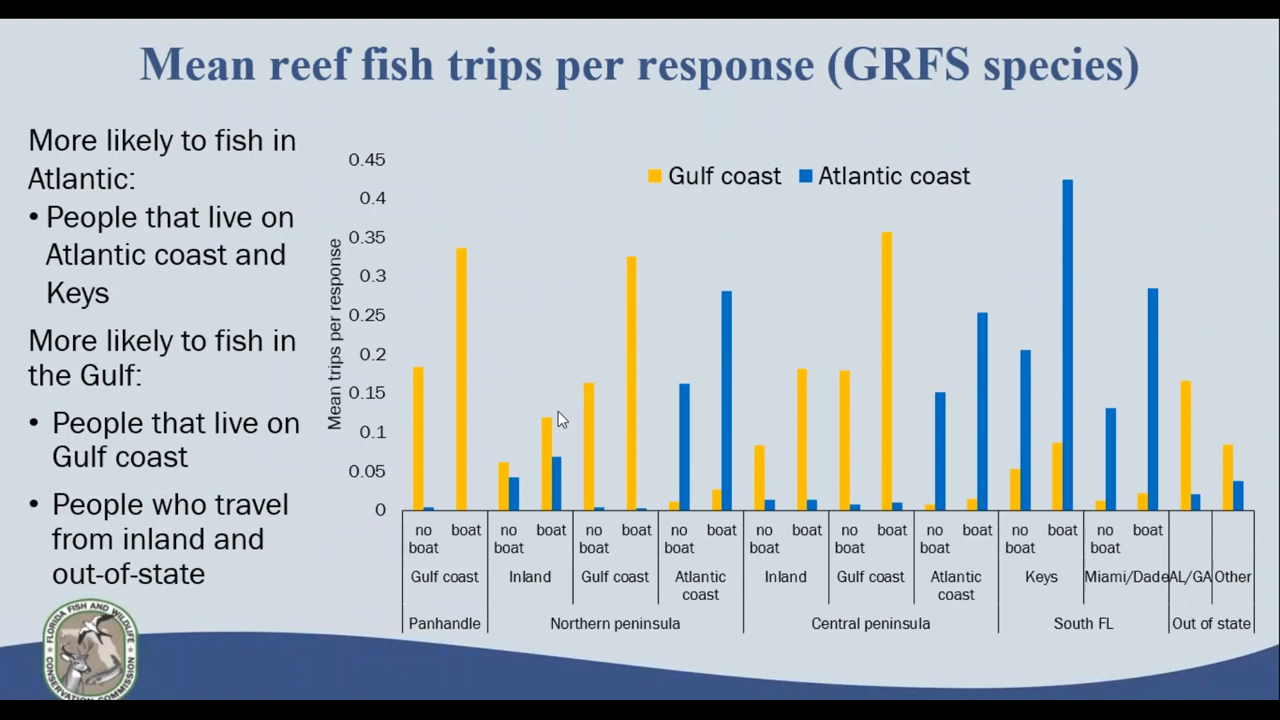 Mean reef fish trips per response (GRFS species)
More likely to fish in
Atlantic:
• People that live on
Atlantic coast and
Keys
More likely to fish in
the Gulf:
• People that live on
Gulf coast
• People who travel
from inland and
out-of-state
Mean trips per response
0.45
0.4
0.35
0.3
0.25
0.2
0.15
0.1
0.05
0
Gulf coast Atlantic coast
no boat no boat no boat no boat no boat no boat no boat no boat no boat
boat boat boat boat boat boat boat boat boat
Gulf coast Inland Gulf coast Atlantic Inland Gulf coast Atlantic Keys Miami/Dade AL/GA Other
coast coast
Panhandle Northern peninsula Central peninsula South FL Out of state
FLORIDA FISH AND WILDLIFE
CONSERVATION COMMISSION